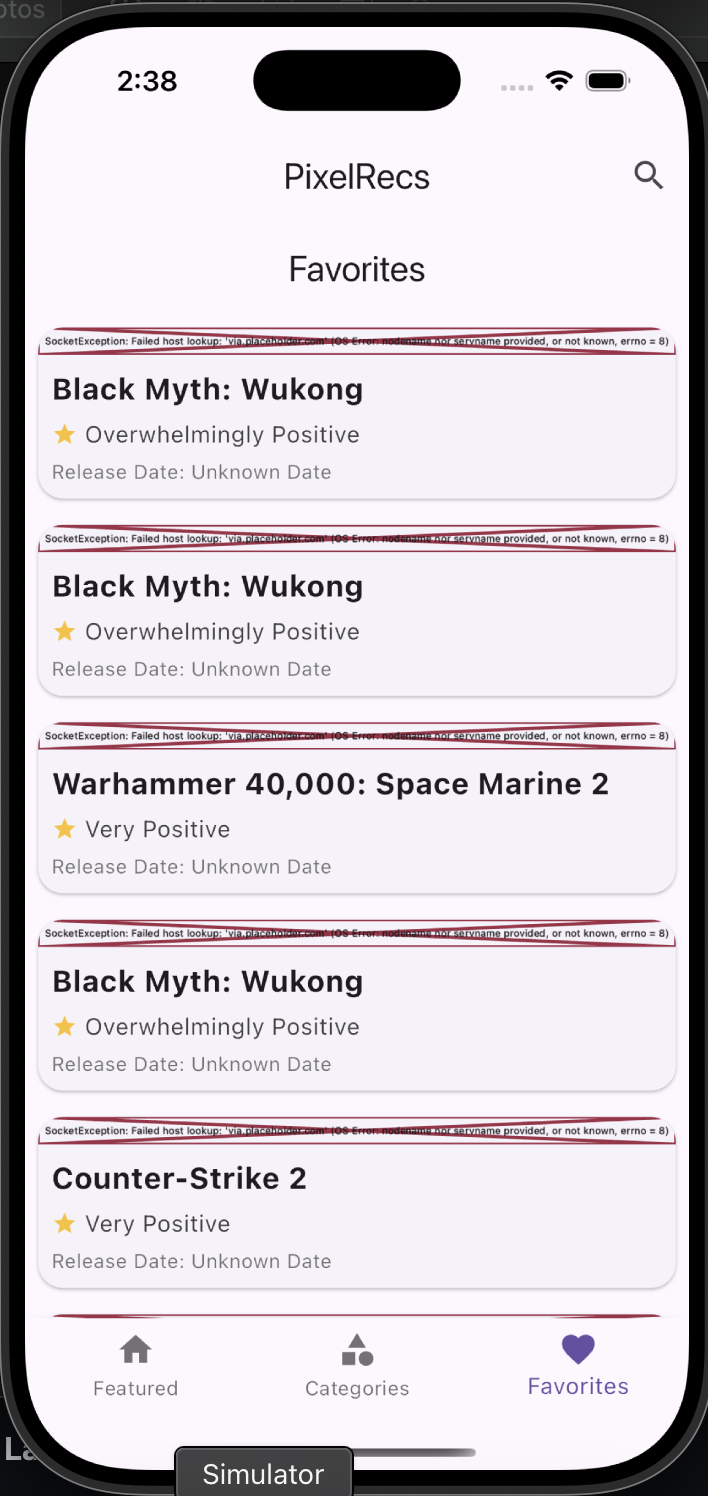 otos
2:38
PixelRecs
Favorites
SocketException: Failed host lookup: 'via.placeholder.com' (OS Error: nodename nor servname provided, or not known, errno = 8)
Black Myth: Wukong
Overwhelmingly Positive
Release Date: Unknown Date
SocketException: Failed host lookup: 'via.placeholder.com' (OS Error: nodename nor servname provided, or not known, errno = 8)
Black Myth: Wukong
Overwhelmingly Positive
Release Date: Unknown Date
SocketException: Failed host lookup: 'via.placeholder.com' (OS Error: nodename nor servname provided, or not known, errno = 8)
Warhammer 40,000: Space Marine 2
Very Positive
Release Date: Unknown Date
SocketException: Failed host lookup: 'via.placeholder.com' (OS Error: nodename nor servname provided, or not known, errno = 8)
Black Myth: Wukong
Overwhelmingly Positive
Release Date: Unknown Date
SocketException: Failed host lookup: 'via.placeholder.com' (OS Error: nodename nor servname provided, or not known, errno = 8)
Counter-Strike 2
Very Positive
Release Date: Unknown Date
Featured Categories Favorites
La
Simulator